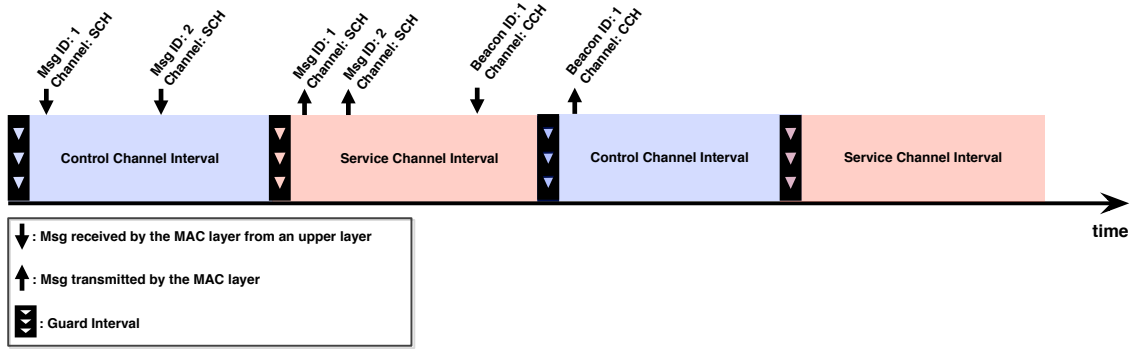 Msg ID: 1
Channel: SCH
Msg ID: 2
Channel: SCH
Msg ID: 1
Channel: SCH
Msg ID: 2
Channel: SCH
Beacon ID: 1
Channel: CCH
Beacon ID: 1
Channel: CCH
Control Channel Interval
Service Channel Interval
Control Channel Interval
Service Channel Interval
time
: Msg received by the MAC layer from an upper layer
: Msg transmitted by the MAC layer
: Guard Interval